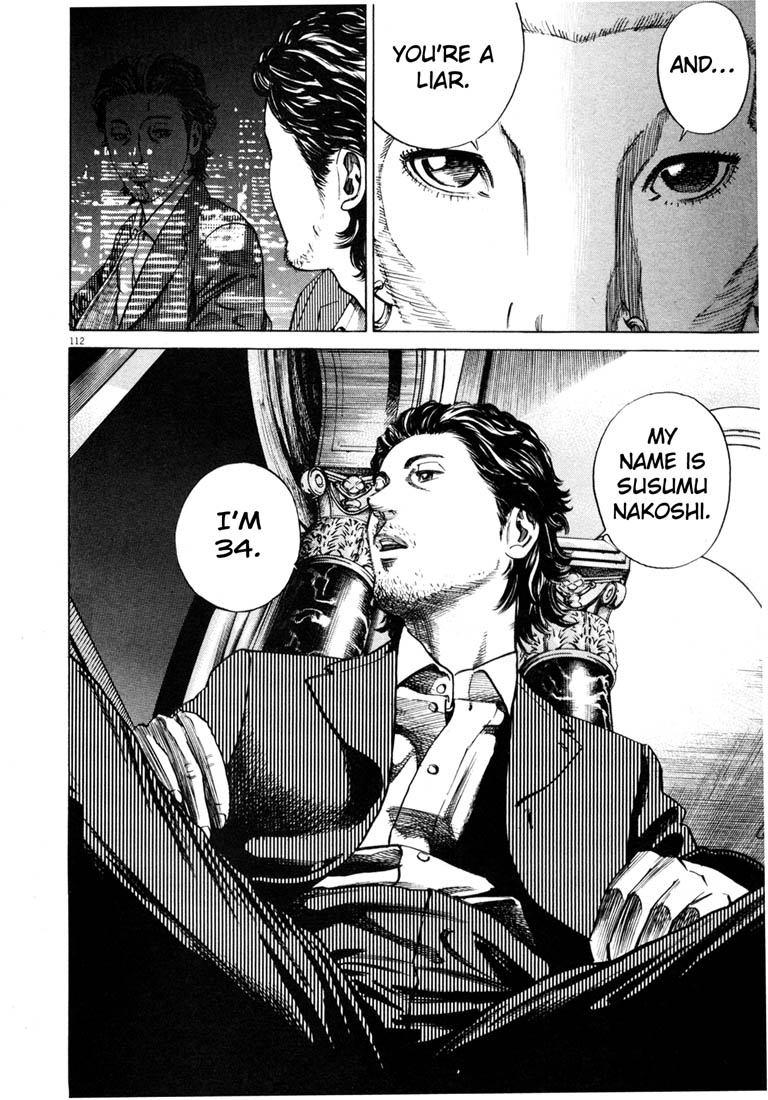 AND...
YOU'RE A
LIAR.
112
MY
NAME IS
SUSUMU
NAKOSHI.
I'M
34.